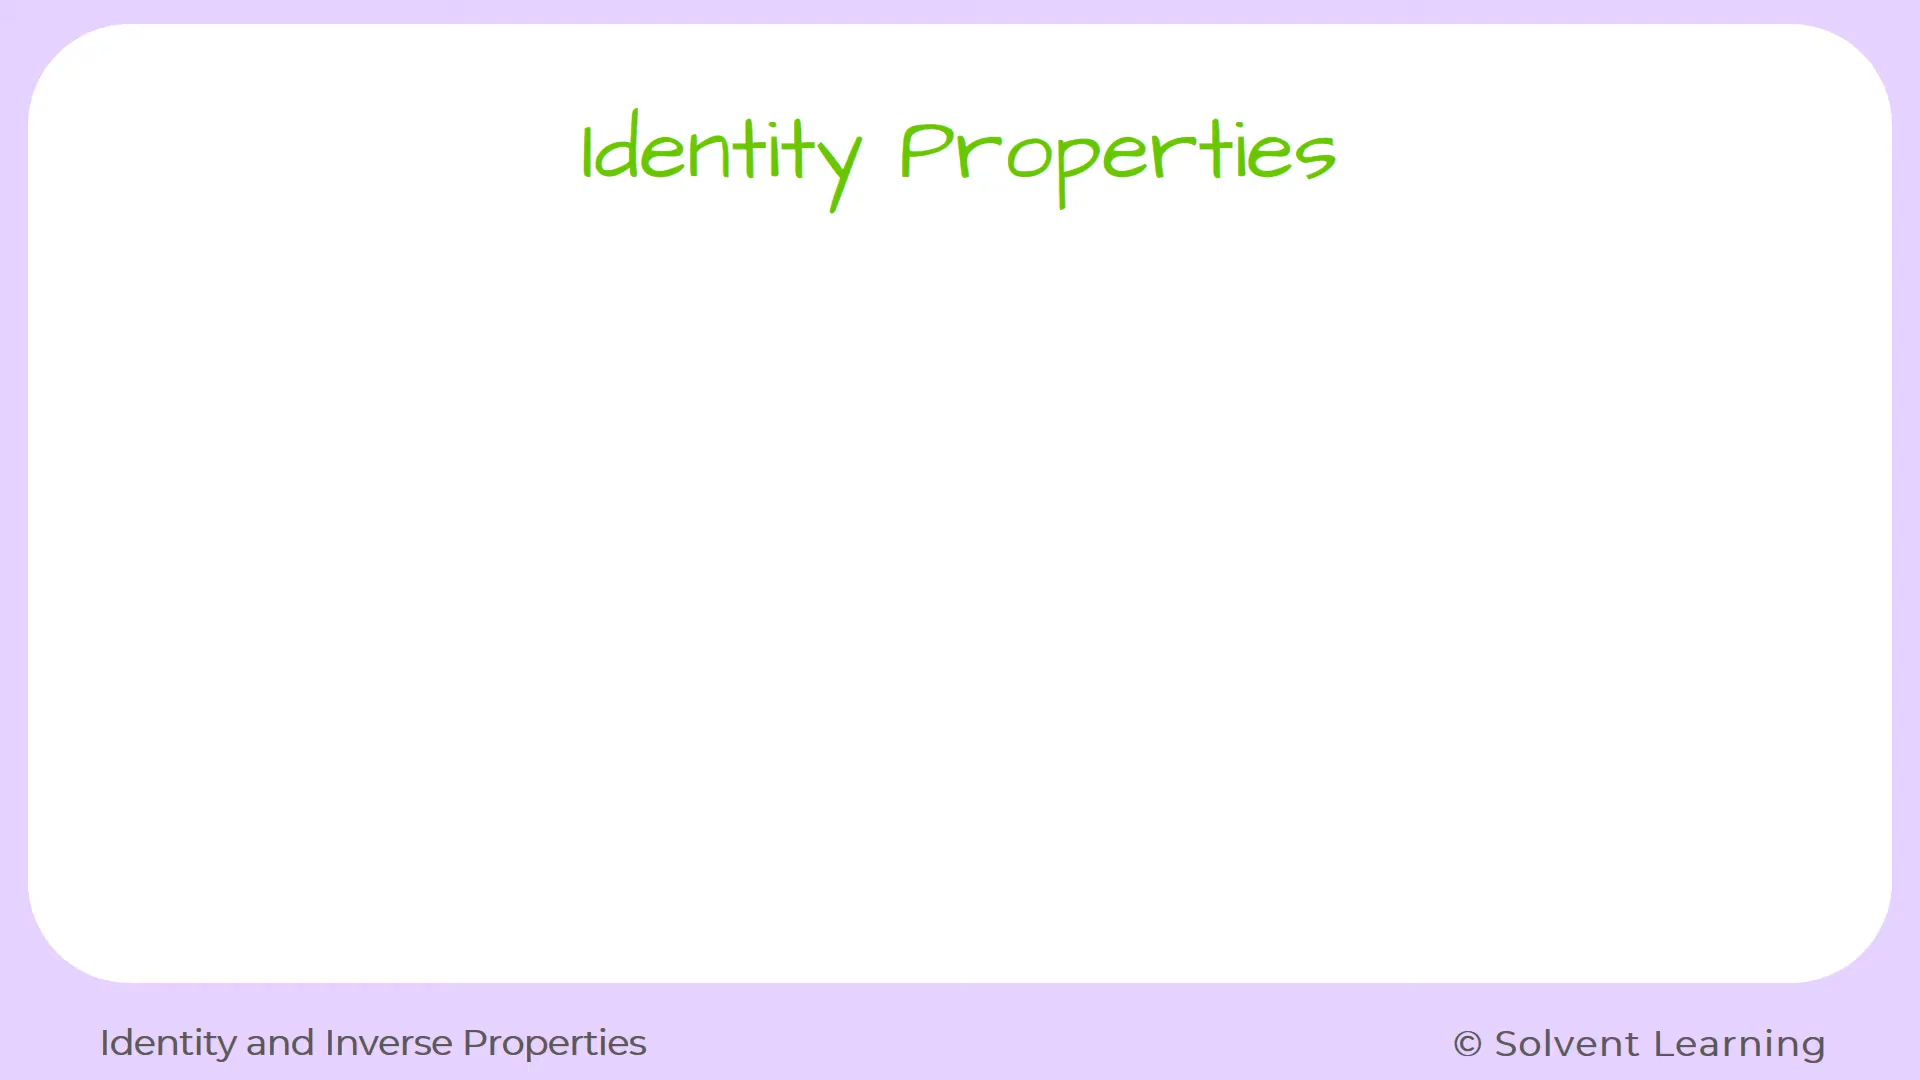 Identity Properties
Identity and Inverse Properties
© Solvent Learning